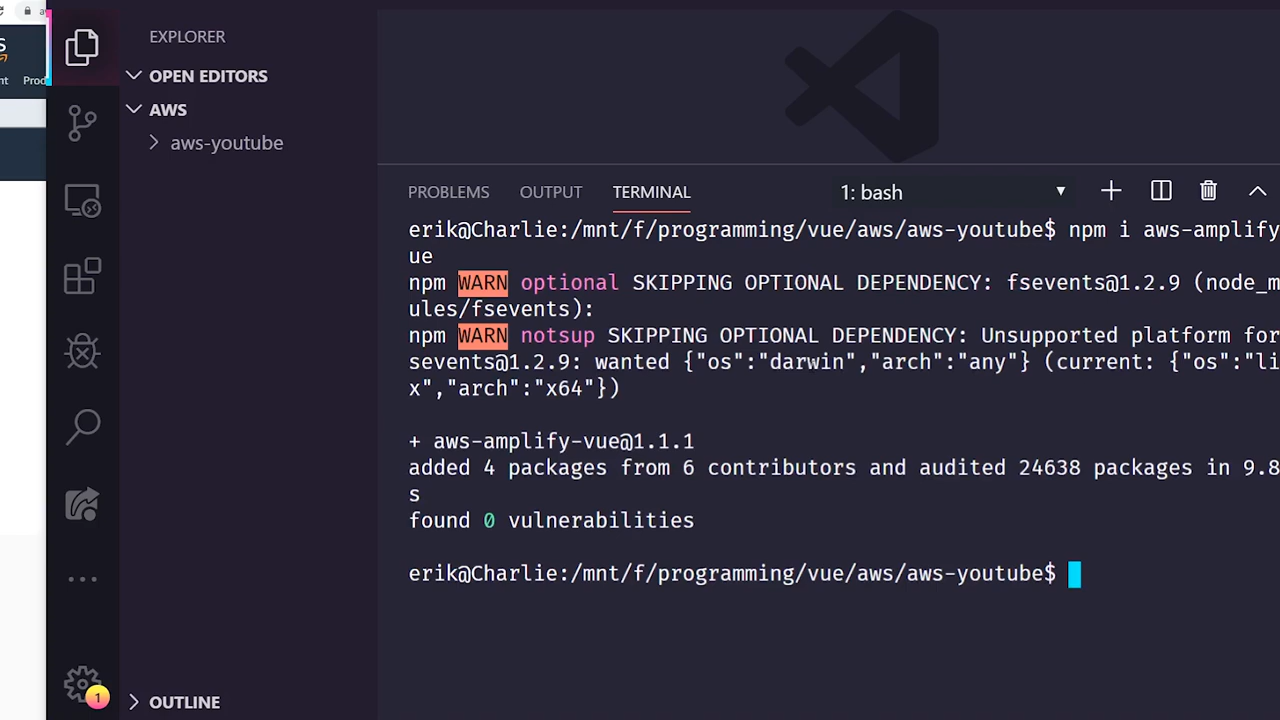 EXPLORER
OPEN EDITORS
AWS
aws-youtube
PROBLEMS OUTPUT TERMINAL 1: bash
erik@Charlie:/mnt/f/programming/vue/aws/aws-youtube$ npm i aws-amplify
ue
npm WARN optional SKIPPING OPTIONAL DEPENDENCY: fsevents@1.2.9 (node_m
ules/fsevents):
npm WARN notsup SKIPPING OPTIONAL DEPENDENCY: Unsupported platform for
sevents@1.2.9: wanted {"os":"darwin","arch":"any"} (current: {"os":"li
x","arch":"x64"})
+ aws-amplify-vue@1.1.1
added 4 packages from 6 contributors and audited 24638 packages in 9.8
s
found 0 vulnerabilities
erik@Charlie:/mnt/f/programming/vue/aws/aws-youtube$
1
OUTLINE
Prod